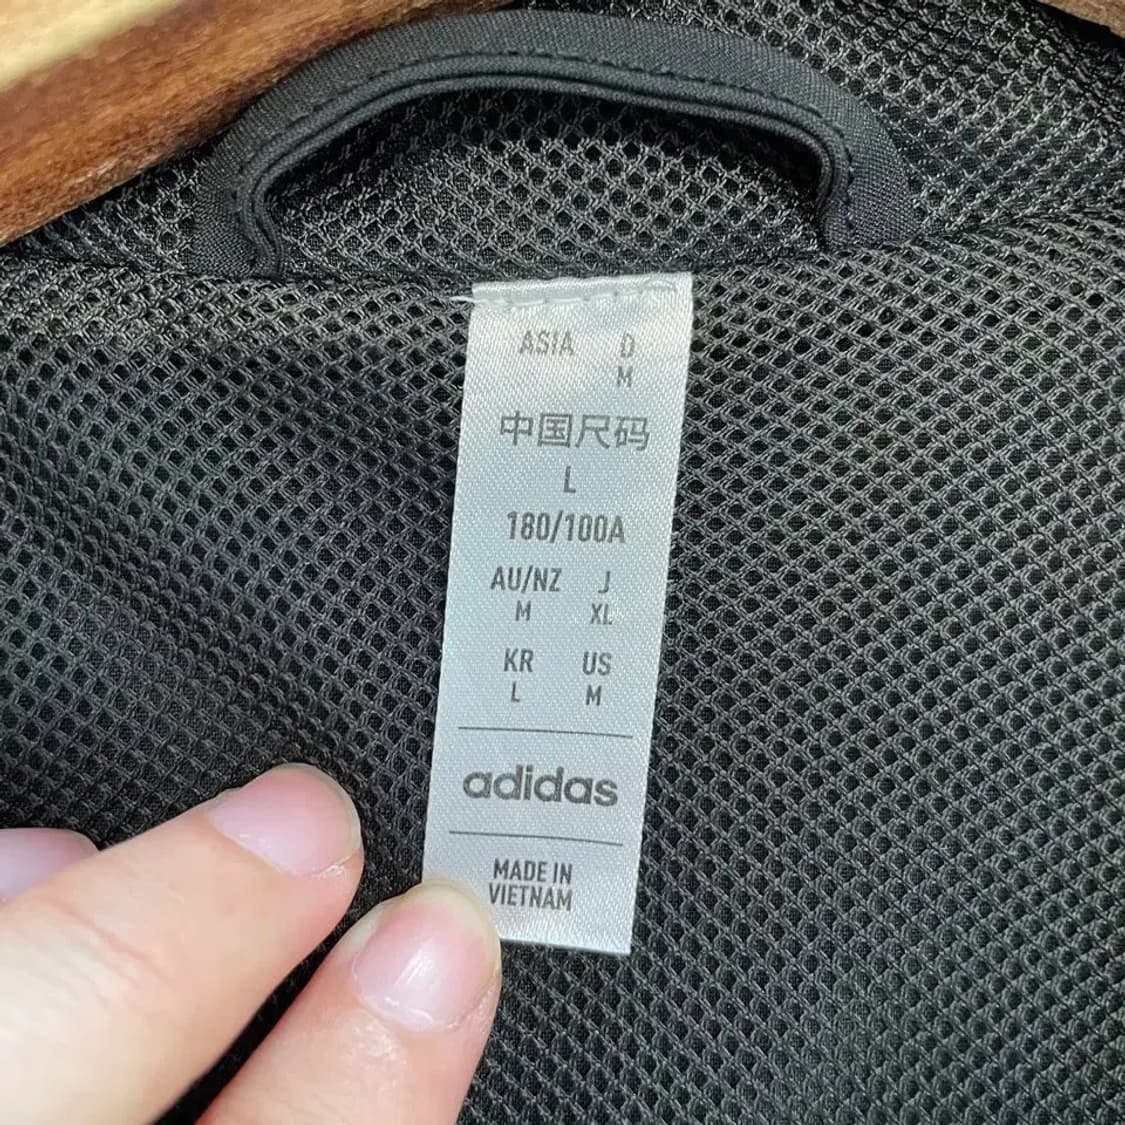 ASIA D
M
中国尺码
L
180/100A
AU/NZ J
M XL
KR US
L M
adidas
MADE IN
VIETNAM